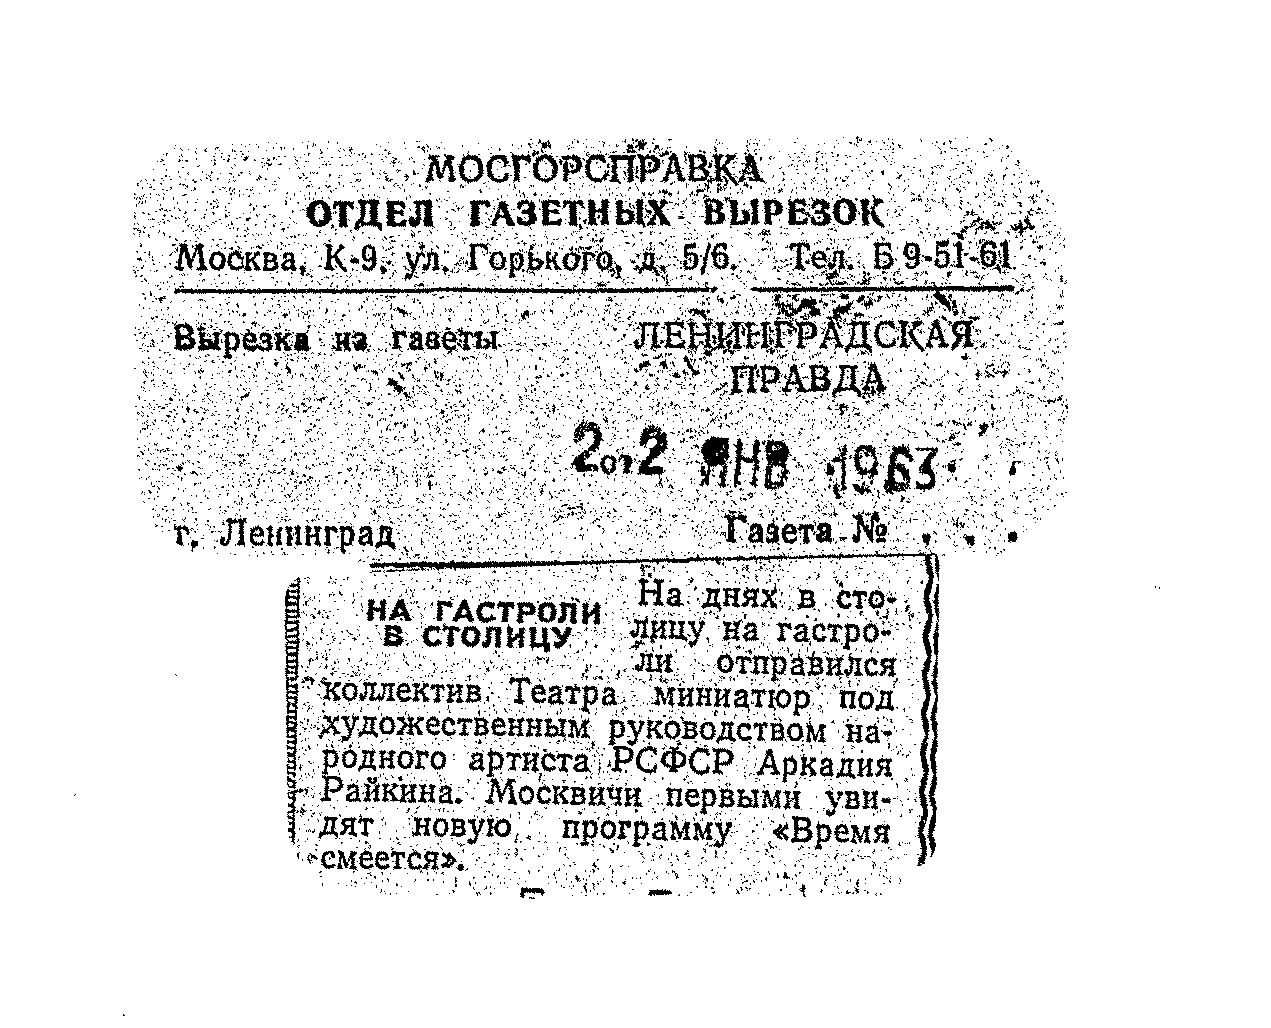 МОСГОРСПРАВКА
ОТДЕЛ ГАЗЕТНЫХ ВЫРЕЗОК
Москва, К-9, ул. Горького, д. 5/6. Тел. Б 9-51-61
Вырезка из газеты ЛЕНИНГРАДСКАЯ
ПРАВДА
2 от 2 ЯНВ 1963
г. Ленинград Газета № . . .
НА ГАСТРОЛИ
В СТОЛИЦУ
На днях в сто-
лицу на гастро-
ли отправился
коллектив Театра миниатюр под
художественным руководством на-
родного артиста РСФСР Аркадия
Райкина. Москвичи первыми уви-
дят новую программу «Время
смеется».